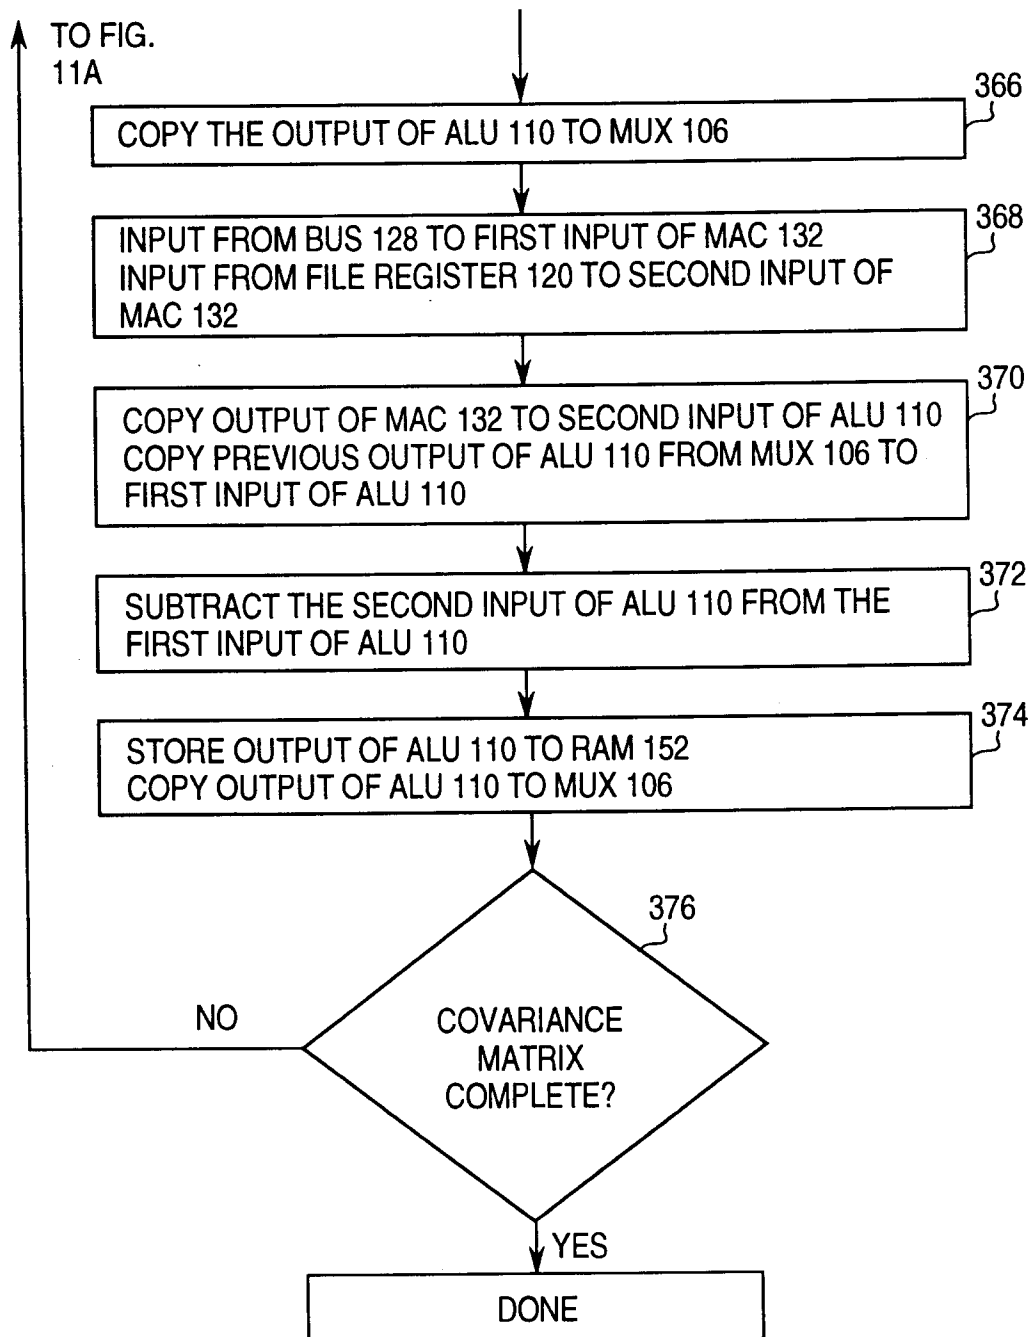 TO FIG.
11A
366
COPY THE OUTPUT OF ALU 110 TO MUX 106
368
INPUT FROM BUS 128 TO FIRST INPUT OF MAC 132
INPUT FROM FILE REGISTER 120 TO SECOND INPUT OF
MAC 132
370
COPY OUTPUT OF MAC 132 TO SECOND INPUT OF ALU 110
COPY PREVIOUS OUTPUT OF ALU 110 FROM MUX 106 TO
FIRST INPUT OF ALU 110
372
SUBTRACT THE SECOND INPUT OF ALU 110 FROM THE
FIRST INPUT OF ALU 110
374
STORE OUTPUT OF ALU 110 TO RAM 152
COPY OUTPUT OF ALU 110 TO MUX 106
376
NO
COVARIANCE
MATRIX
COMPLETE?
YES
DONE